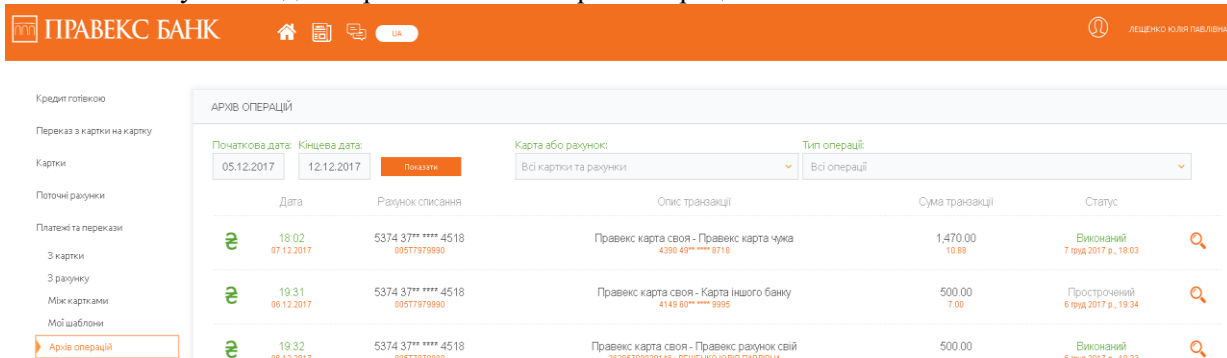 ПРАВЕКС БАНК
UA
ЛЕЩЕНКО ЮЛІЯ ПАВЛІВНА
Кредит готівкою
Переказ з картки на картку
Картки
Поточні рахунки
Платежі та перекази
З картки
З рахунку
Між картками
Мої шаблони
Архів операцій
АРХІВ ОПЕРАЦІЙ
Початкова дата: Кінцева дата: Карта або рахунок: Тип операції:
05.12.2017 12.12.2017 Показати Всі картки та рахунки Всі операції
Дата Рахунок списання Опис транзакції Сума транзакції Статус
18:02 5374 37** **** 4518 Правекс карта своя - Правекс карта чужа 1,470.00 Виконаний
07.12.2017 00577979990 4390 49** **** 8718 10.88 7 груд 2017 р., 18:03
19:31 5374 37** **** 4518 Правекс карта своя - Карта іншого банку 500.00 Прострочений
06.12.2017 00577979990 4149 60** **** 9995 7.00 6 груд 2017 р., 19:34
19:32 5374 37** **** 4518 Правекс карта своя - Правекс рахунок свій 500.00 Виконаний